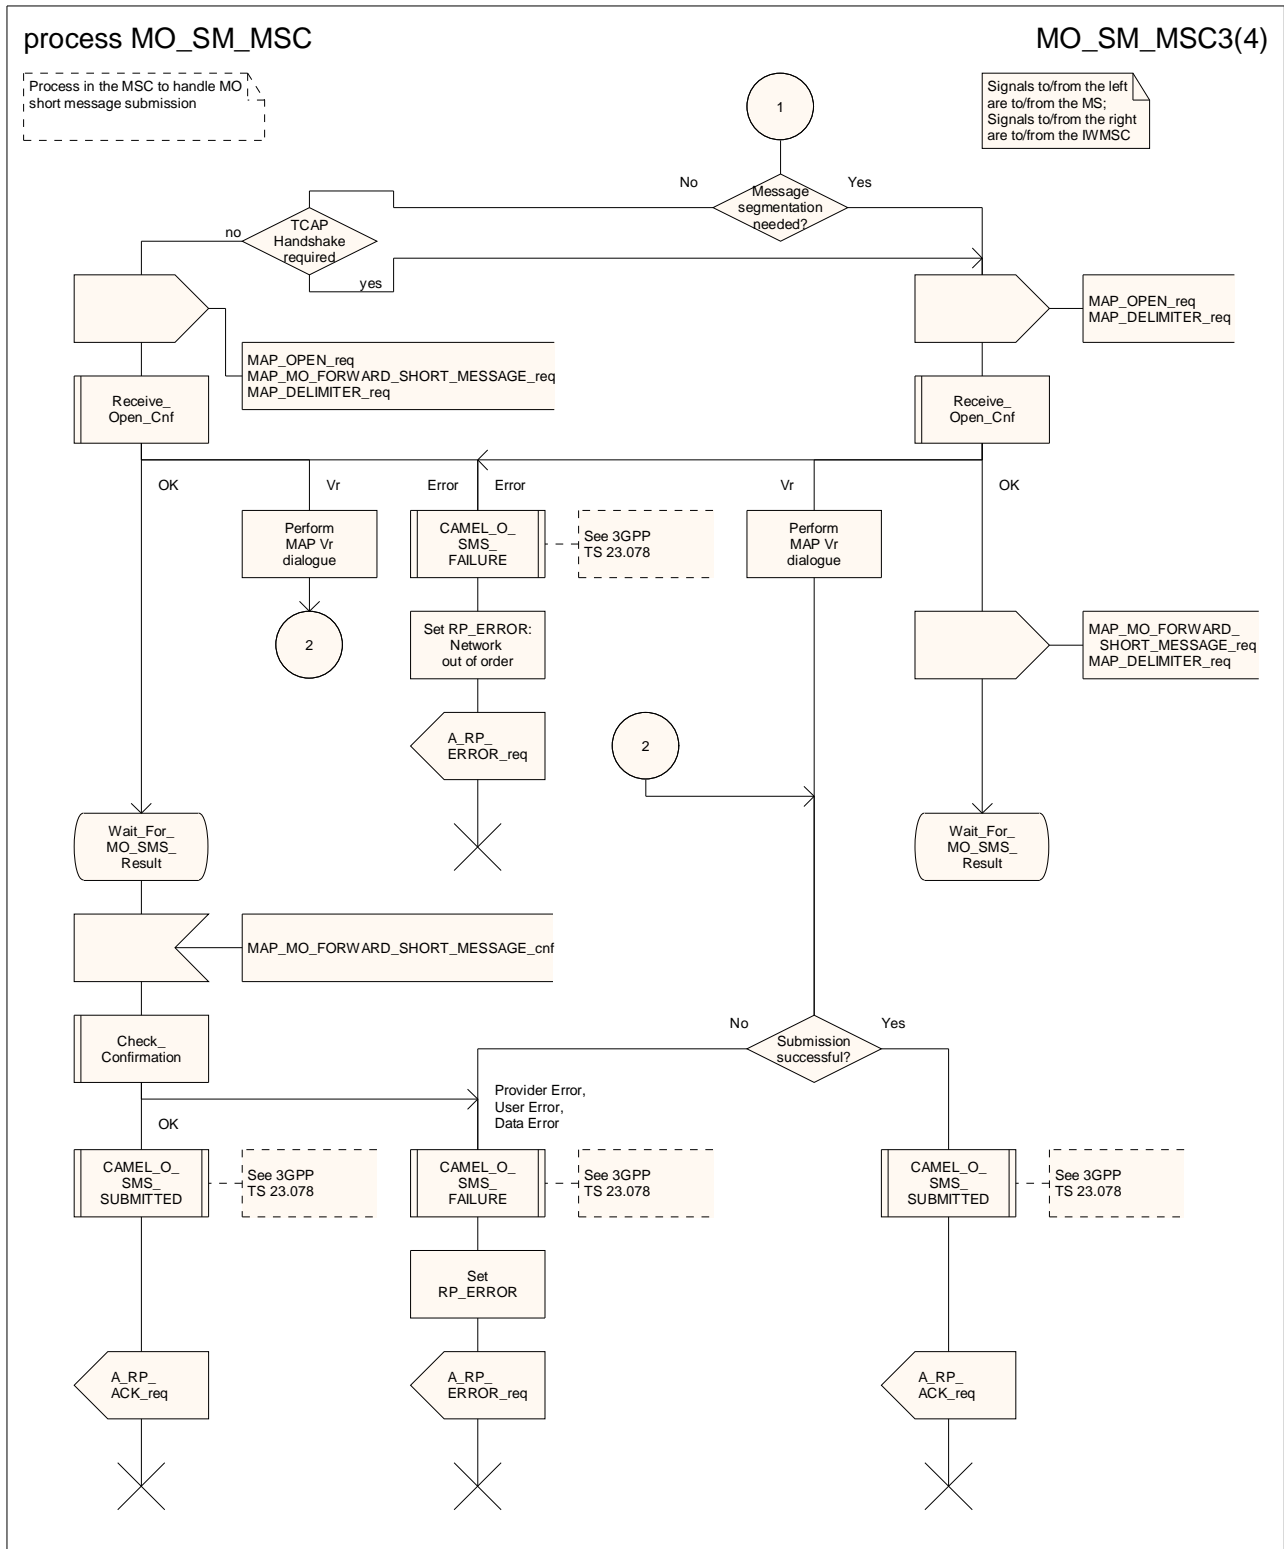 process MO_SM_MSC
MO_SM_MSC3(4)
Process in the MSC to handle MO
short message submission
1
Signals to/from the left
are to/from the MS;
Signals to/from the right
are to/from the IWMSC
No
Message
segmentation
needed?
Yes
no
TCAP
Handshake
required
yes
MAP_OPEN_req
MAP_DELIMITER_req
MAP_OPEN_req
MAP_MO_FORWARD_SHORT_MESSAGE_req
MAP_DELIMITER_req
Receive_
Open_Cnf
Receive_
Open_Cnf
OK
Vr
Error
Error
Vr
OK
Perform
MAP Vr
dialogue
CAMEL_O_
SMS_
FAILURE
See 3GPP
TS 23.078
Perform
MAP Vr
dialogue
2
Set RP_ERROR:
Network
out of order
MAP_MO_FORWARD_
SHORT_MESSAGE_req
MAP_DELIMITER_req
A_RP_
ERROR_req
2
Wait_For_
MO_SMS_
Result
Wait_For_
MO_SMS_
Result
MAP_MO_FORWARD_SHORT_MESSAGE_cnf
Check_
Confirmation
No
Submission
successful?
Yes
OK
Provider Error,
User Error,
Data Error
CAMEL_O_
SMS_
SUBMITTED
See 3GPP
TS 23.078
CAMEL_O_
SMS_
FAILURE
See 3GPP
TS 23.078
CAMEL_O_
SMS_
SUBMITTED
See 3GPP
TS 23.078
Set
RP_ERROR
A_RP_
ACK_req
A_RP_
ERROR_req
A_RP_
ACK_req